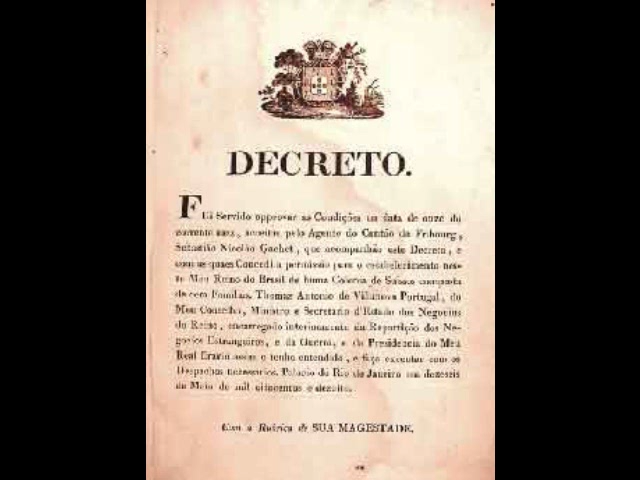 DECRETO.
FUi Servido approvar as Condições na data de onze do
corrente mez, acceitas pelo Agente do Cantão de Fribourg,
Sebastião Nicoláo Gachet, que acompanhão este Decreto, e
com as quaes Concedi a permissão para o estabelecimento nes-
te Meu Reino do Brasil de huma Colonia de Suissos composta
de cem Familias. Thomaz Antonio de Villanova Portugal, do
Meu Conselho, Ministro e Secretario d'Estado dos Negocios
do Reino, encarregado interinamente da Repartição dos Ne-
gocios Estrangeiros, e da Guerra, e da Presidencia do Meu
Real Erario assim o tenha entendido, e faça executar com os
Despachos necessarios. Palacio do Rio de Janeiro em dezeseis
de Maio de mil oitocentos e dezoito.
Com a Rubrica de SUA MAGESTADE.